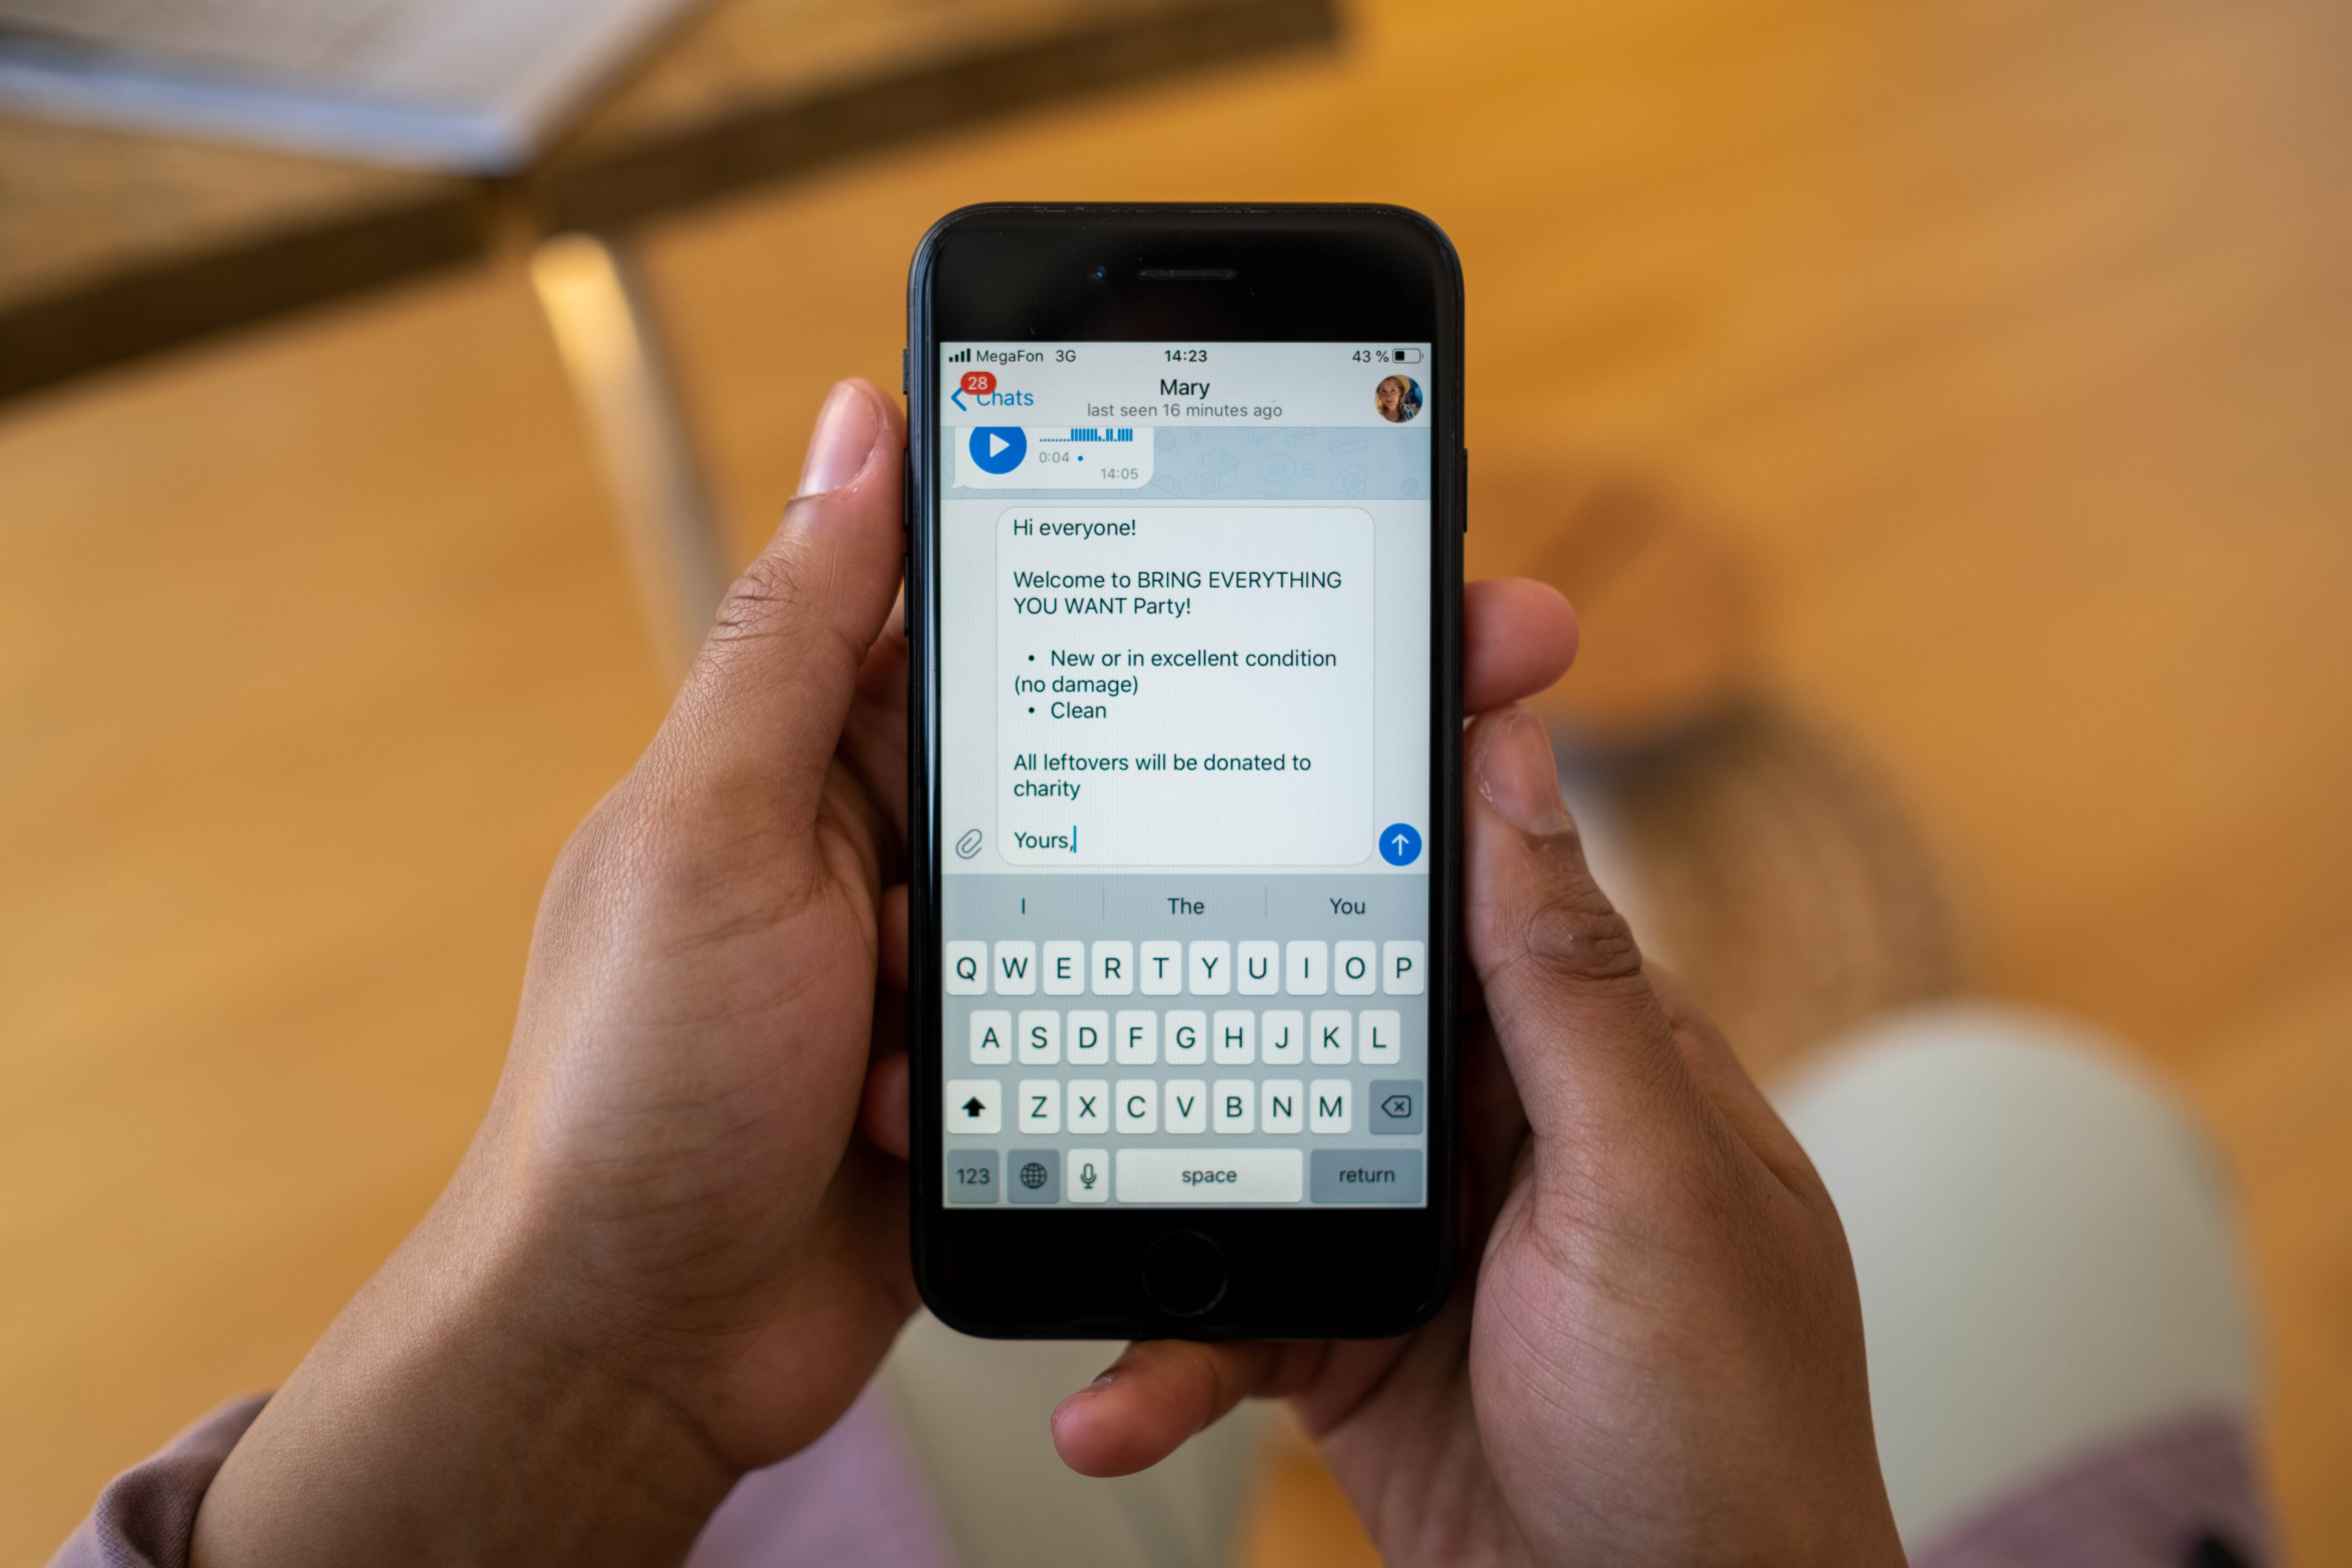 MegaFon 3G 14:23 43 %
28
Chats
Mary
last seen 16 minutes ago
0:04
14:05
Hi everyone!
Welcome to BRING EVERYTHING
YOU WANT Party!
• New or in excellent condition
(no damage)
• Clean
All leftovers will be donated to
charity
Yours,
I The You
Q W E R T Y U I O P
A S D F G H J K L
Z X C V B N M
123 space return